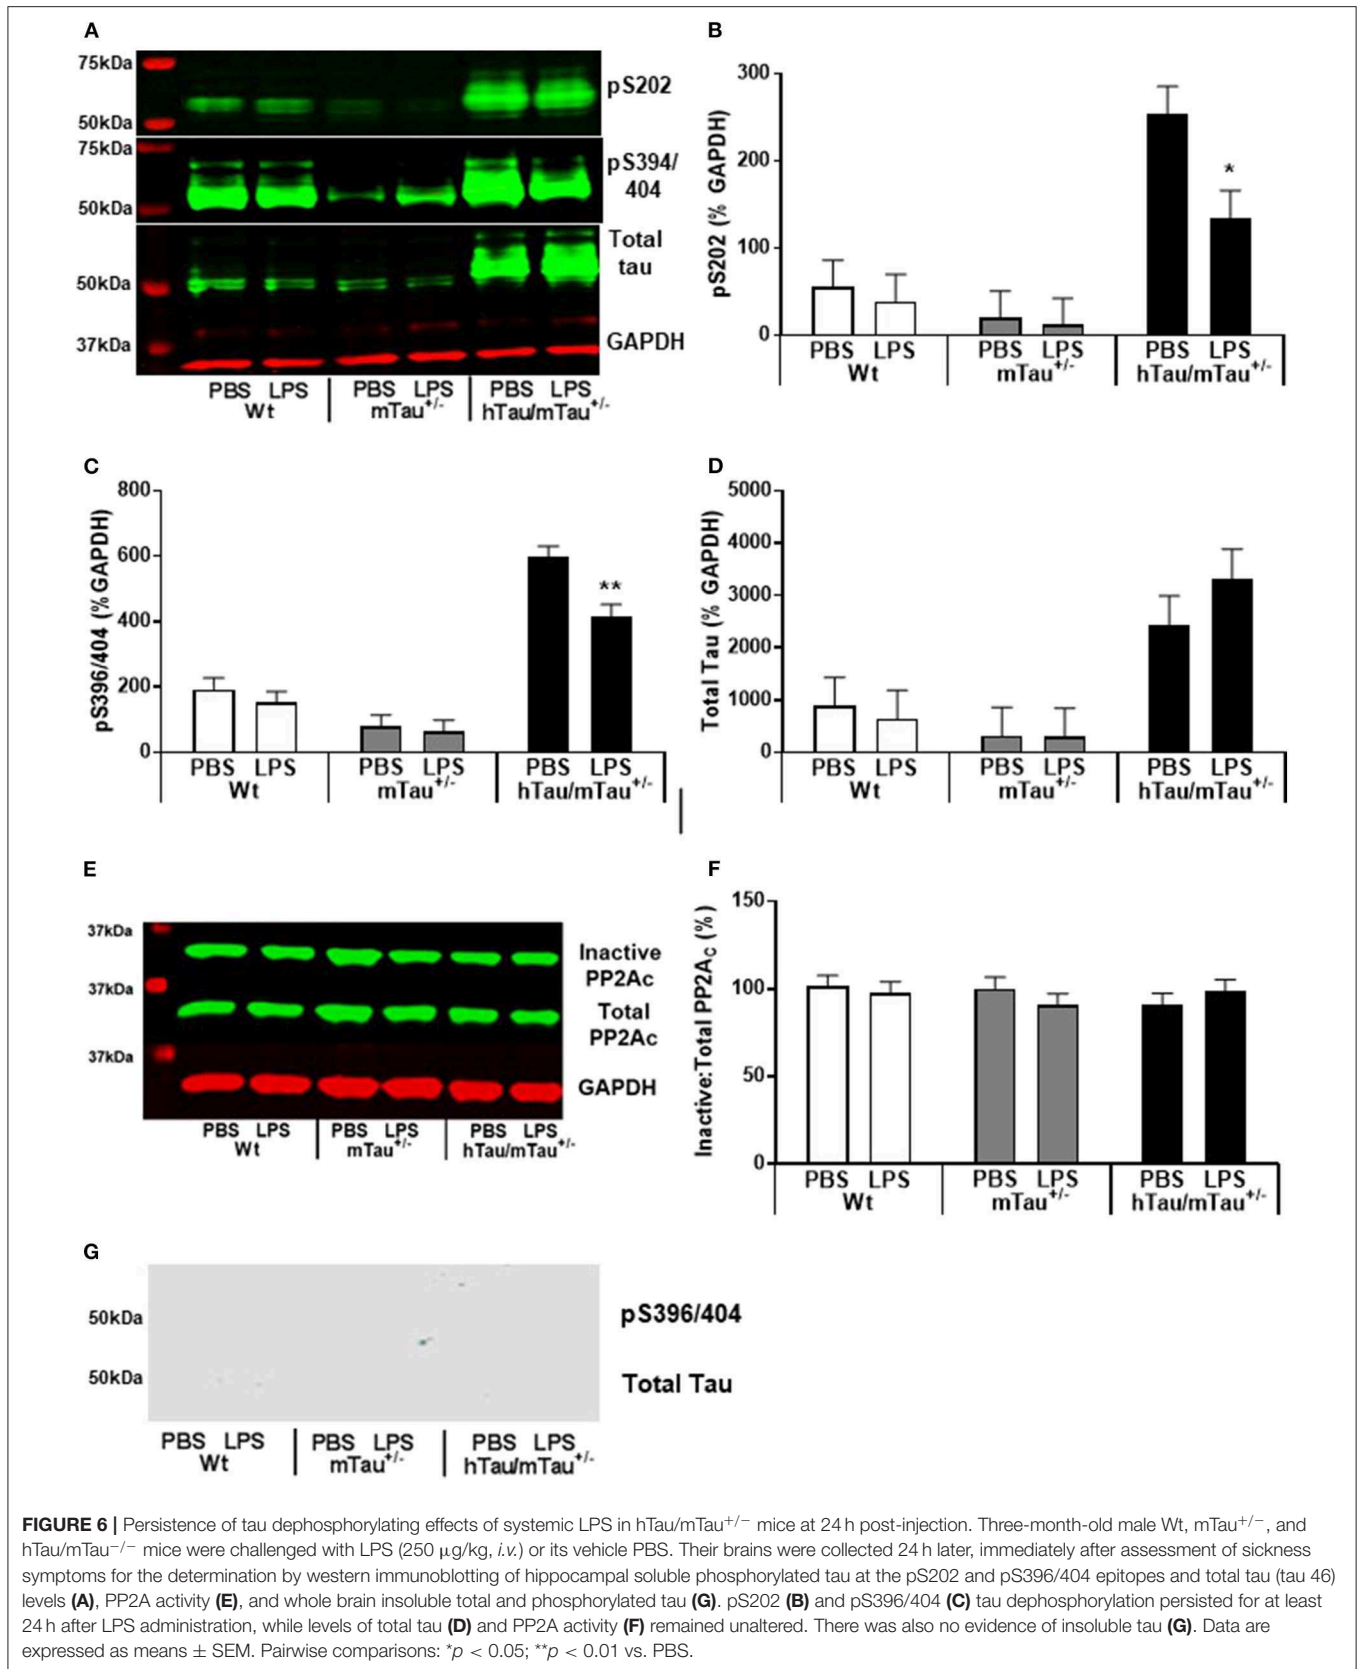 A
75kDa
pS202
50kDa
75kDa
pS394/
404
50kDa
Total
tau
50kDa
37kDa
GAPDH
PBS LPS PBS LPS PBS LPS
Wt mTau+/- hTau/mTau+/-
B
pS202 (% GAPDH)
300
200
*
100
0
PBS LPS PBS LPS PBS LPS
Wt mTau+/- hTau/mTau+/-
C
pS396/404 (% GAPDH)
800
600
**
400
200
0
PBS LPS PBS LPS PBS LPS
Wt mTau+/- hTau/mTau+/-
D
Total Tau (% GAPDH)
5000
4000
3000
2000
1000
0
PBS LPS PBS LPS PBS LPS
Wt mTau+/- hTau/mTau+/-
E
37kDa
Inactive
PP2Ac
37kDa
Total
PP2Ac
37kDa
GAPDH
PBS LPS PBS LPS PBS LPS
Wt mTau+/- hTau/mTau+/-
F
Inactive:Total PP2AC (%)
150
100
50
0
PBS LPS PBS LPS PBS LPS
Wt mTau+/- hTau/mTau+/-
G
50kDa
pS396/404
50kDa
Total Tau
PBS LPS PBS LPS PBS LPS
Wt mTau+/- hTau/mTau+/-
FIGURE 6 | Persistence of tau dephosphorylating effects of systemic LPS in hTau/mTau+/− mice at 24 h post-injection. Three-month-old male Wt, mTau+/−, and
hTau/mTau−/− mice were challenged with LPS (250 μg/kg, i.v.) or its vehicle PBS. Their brains were collected 24 h later, immediately after assessment of sickness
symptoms for the determination by western immunoblotting of hippocampal soluble phosphorylated tau at the pS202 and pS396/404 epitopes and total tau (tau 46)
levels (A), PP2A activity (E), and whole brain insoluble total and phosphorylated tau (G). pS202 (B) and pS396/404 (C) tau dephosphorylation persisted for at least
24 h after LPS administration, while levels of total tau (D) and PP2A activity (F) remained unaltered. There was also no evidence of insoluble tau (G). Data are
expressed as means ± SEM. Pairwise comparisons: *p < 0.05; **p < 0.01 vs. PBS.